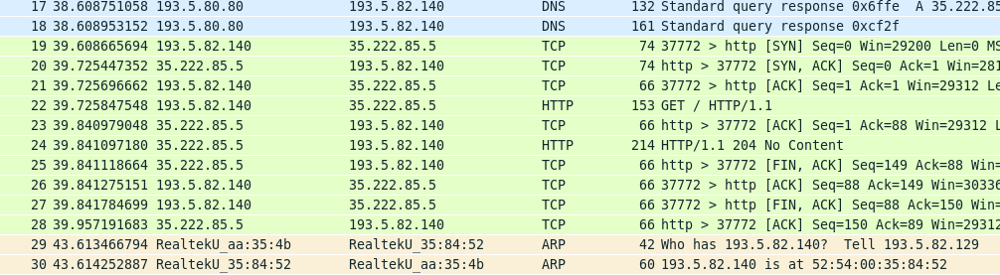 17 38.608751058 193.5.80.80 193.5.82.140 DNS 132 Standard query response 0x6ffe A 35.222.85
18 38.608953152 193.5.80.80 193.5.82.140 DNS 161 Standard query response 0xcf2f
19 39.608665694 193.5.82.140 35.222.85.5 TCP 74 37772 > http [SYN] Seq=0 Win=29200 Len=0 MS
20 39.725447352 35.222.85.5 193.5.82.140 TCP 74 http > 37772 [SYN, ACK] Seq=0 Ack=1 Win=281
21 39.725696662 193.5.82.140 35.222.85.5 TCP 66 37772 > http [ACK] Seq=1 Ack=1 Win=29312 Le
22 39.725847548 193.5.82.140 35.222.85.5 HTTP 153 GET / HTTP/1.1
23 39.840979048 35.222.85.5 193.5.82.140 TCP 66 http > 37772 [ACK] Seq=1 Ack=88 Win=29312 L
24 39.841097180 35.222.85.5 193.5.82.140 HTTP 214 HTTP/1.1 204 No Content
25 39.841118664 35.222.85.5 193.5.82.140 TCP 66 http > 37772 [FIN, ACK] Seq=149 Ack=88 Win=
26 39.841275151 193.5.82.140 35.222.85.5 TCP 66 37772 > http [ACK] Seq=88 Ack=149 Win=30336
27 39.841784699 193.5.82.140 35.222.85.5 TCP 66 37772 > http [FIN, ACK] Seq=88 Ack=150 Win=
28 39.957191683 35.222.85.5 193.5.82.140 TCP 66 http > 37772 [ACK] Seq=150 Ack=89 Win=29312
29 43.613466794 RealtekU_aa:35:4b RealtekU_35:84:52 ARP 42 Who has 193.5.82.140? Tell 193.5.82.129
30 43.614252887 RealtekU_35:84:52 RealtekU_aa:35:4b ARP 60 193.5.82.140 is at 52:54:00:35:84:52